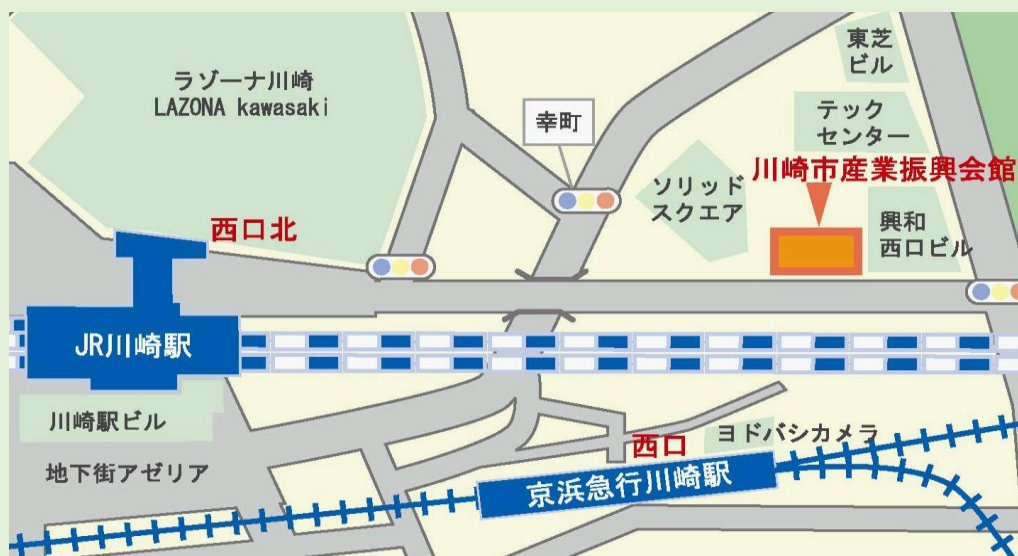 東芝
ビル
ラゾーナ川崎
LAZONA kawasaki
幸町
テック
センター
川崎市産業振興会館
ソリッド
スクエア
西口北
興和
西口ビル
JR川崎駅
川崎駅ビル
西口
ヨドバシカメラ
地下街アゼリア
京浜急行川崎駅